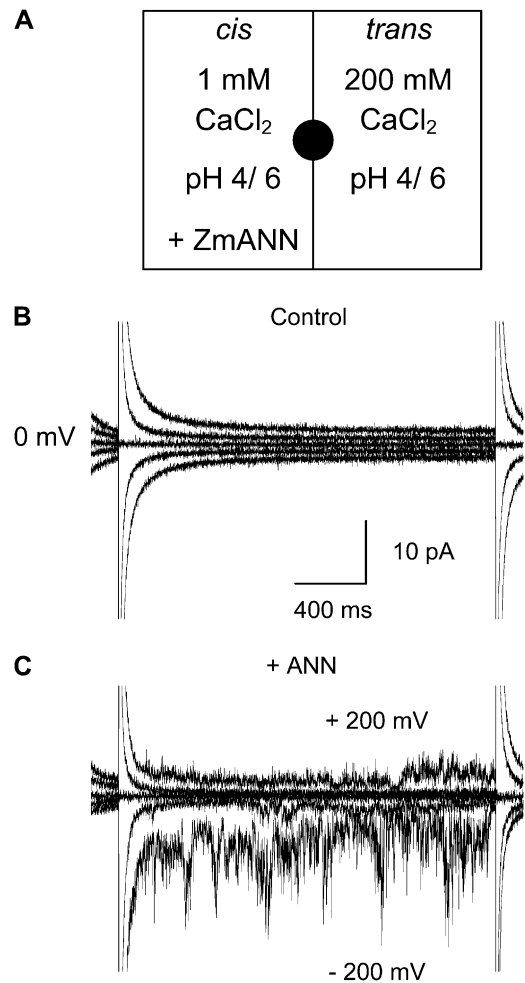 A
cis trans
1 mM 200 mM
CaCl₂ CaCl₂
pH 4/ 6 pH 4/ 6
+ ZmANN
B
Control
0 mV
10 pA
400 ms
C
+ ANN
+ 200 mV
- 200 mV